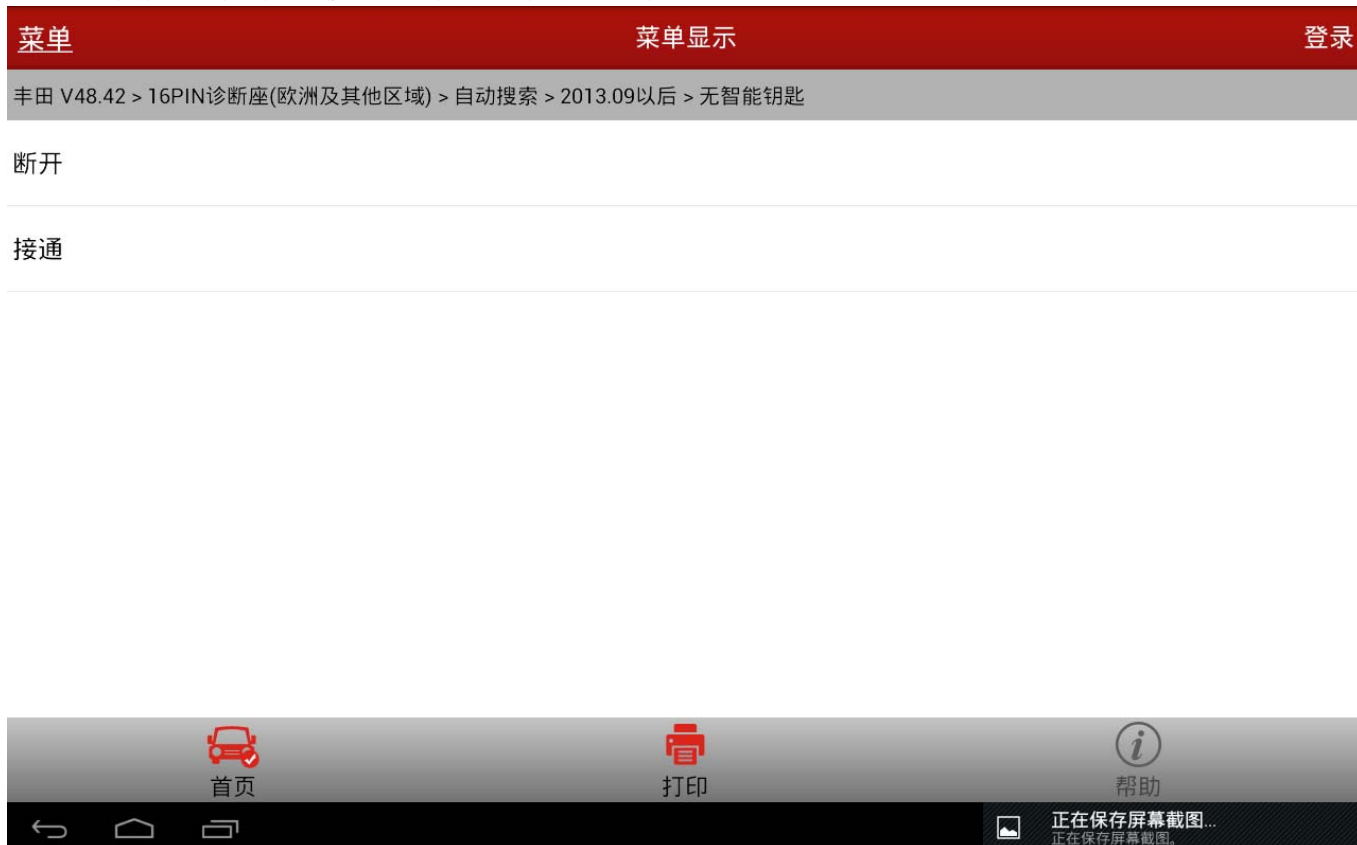 菜单 菜单显示 登录
丰田 V48.42 > 16PIN诊断座(欧洲及其他区域) > 自动搜索 > 2013.09以后 > 无智能钥匙
断开
接通
首页 打印 帮助
正在保存屏幕截图...
正在保存屏幕截图。